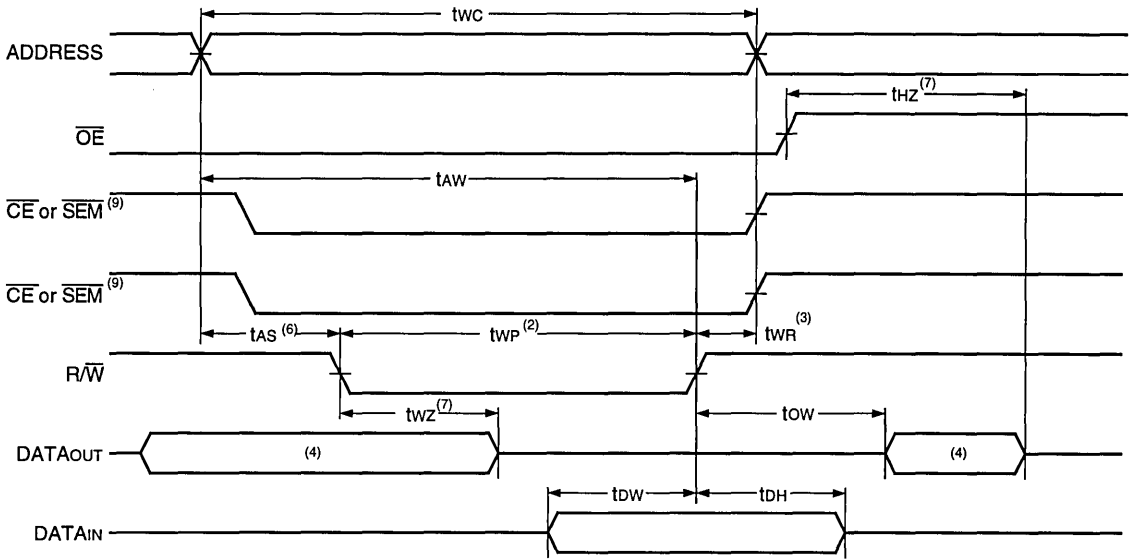 tWC
ADDRESS
tHZ (7)
OE
tAW
CE or SEM (9)
CE or SEM (9)
tAS (6) tWP (2) tWR (3)
R/W
tWZ (7) tOW
DATAOUT (4) (4)
tDW tDH
DATAIN